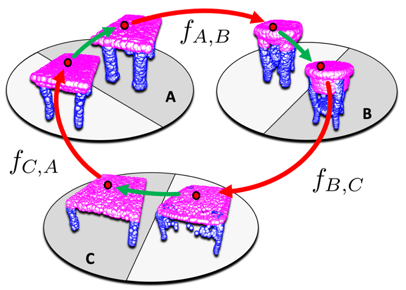 f_{A,B}
A
B
f_{C,A}
f_{B,C}
C